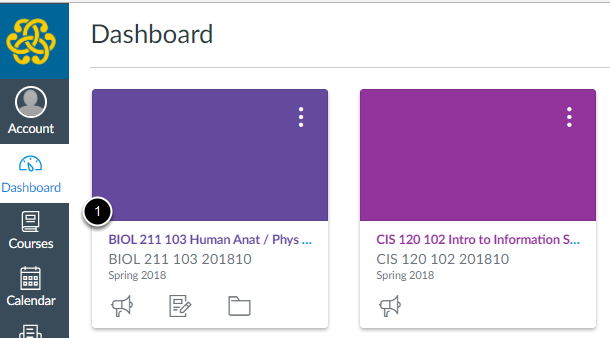 Dashboard
Account
Dashboard
Courses
Calendar
1
BIOL 211 103 Human Anat / Phys ...
BIOL 211 103 201810
Spring 2018
CIS 120 102 Intro to Information S...
CIS 120 102 201810
Spring 2018